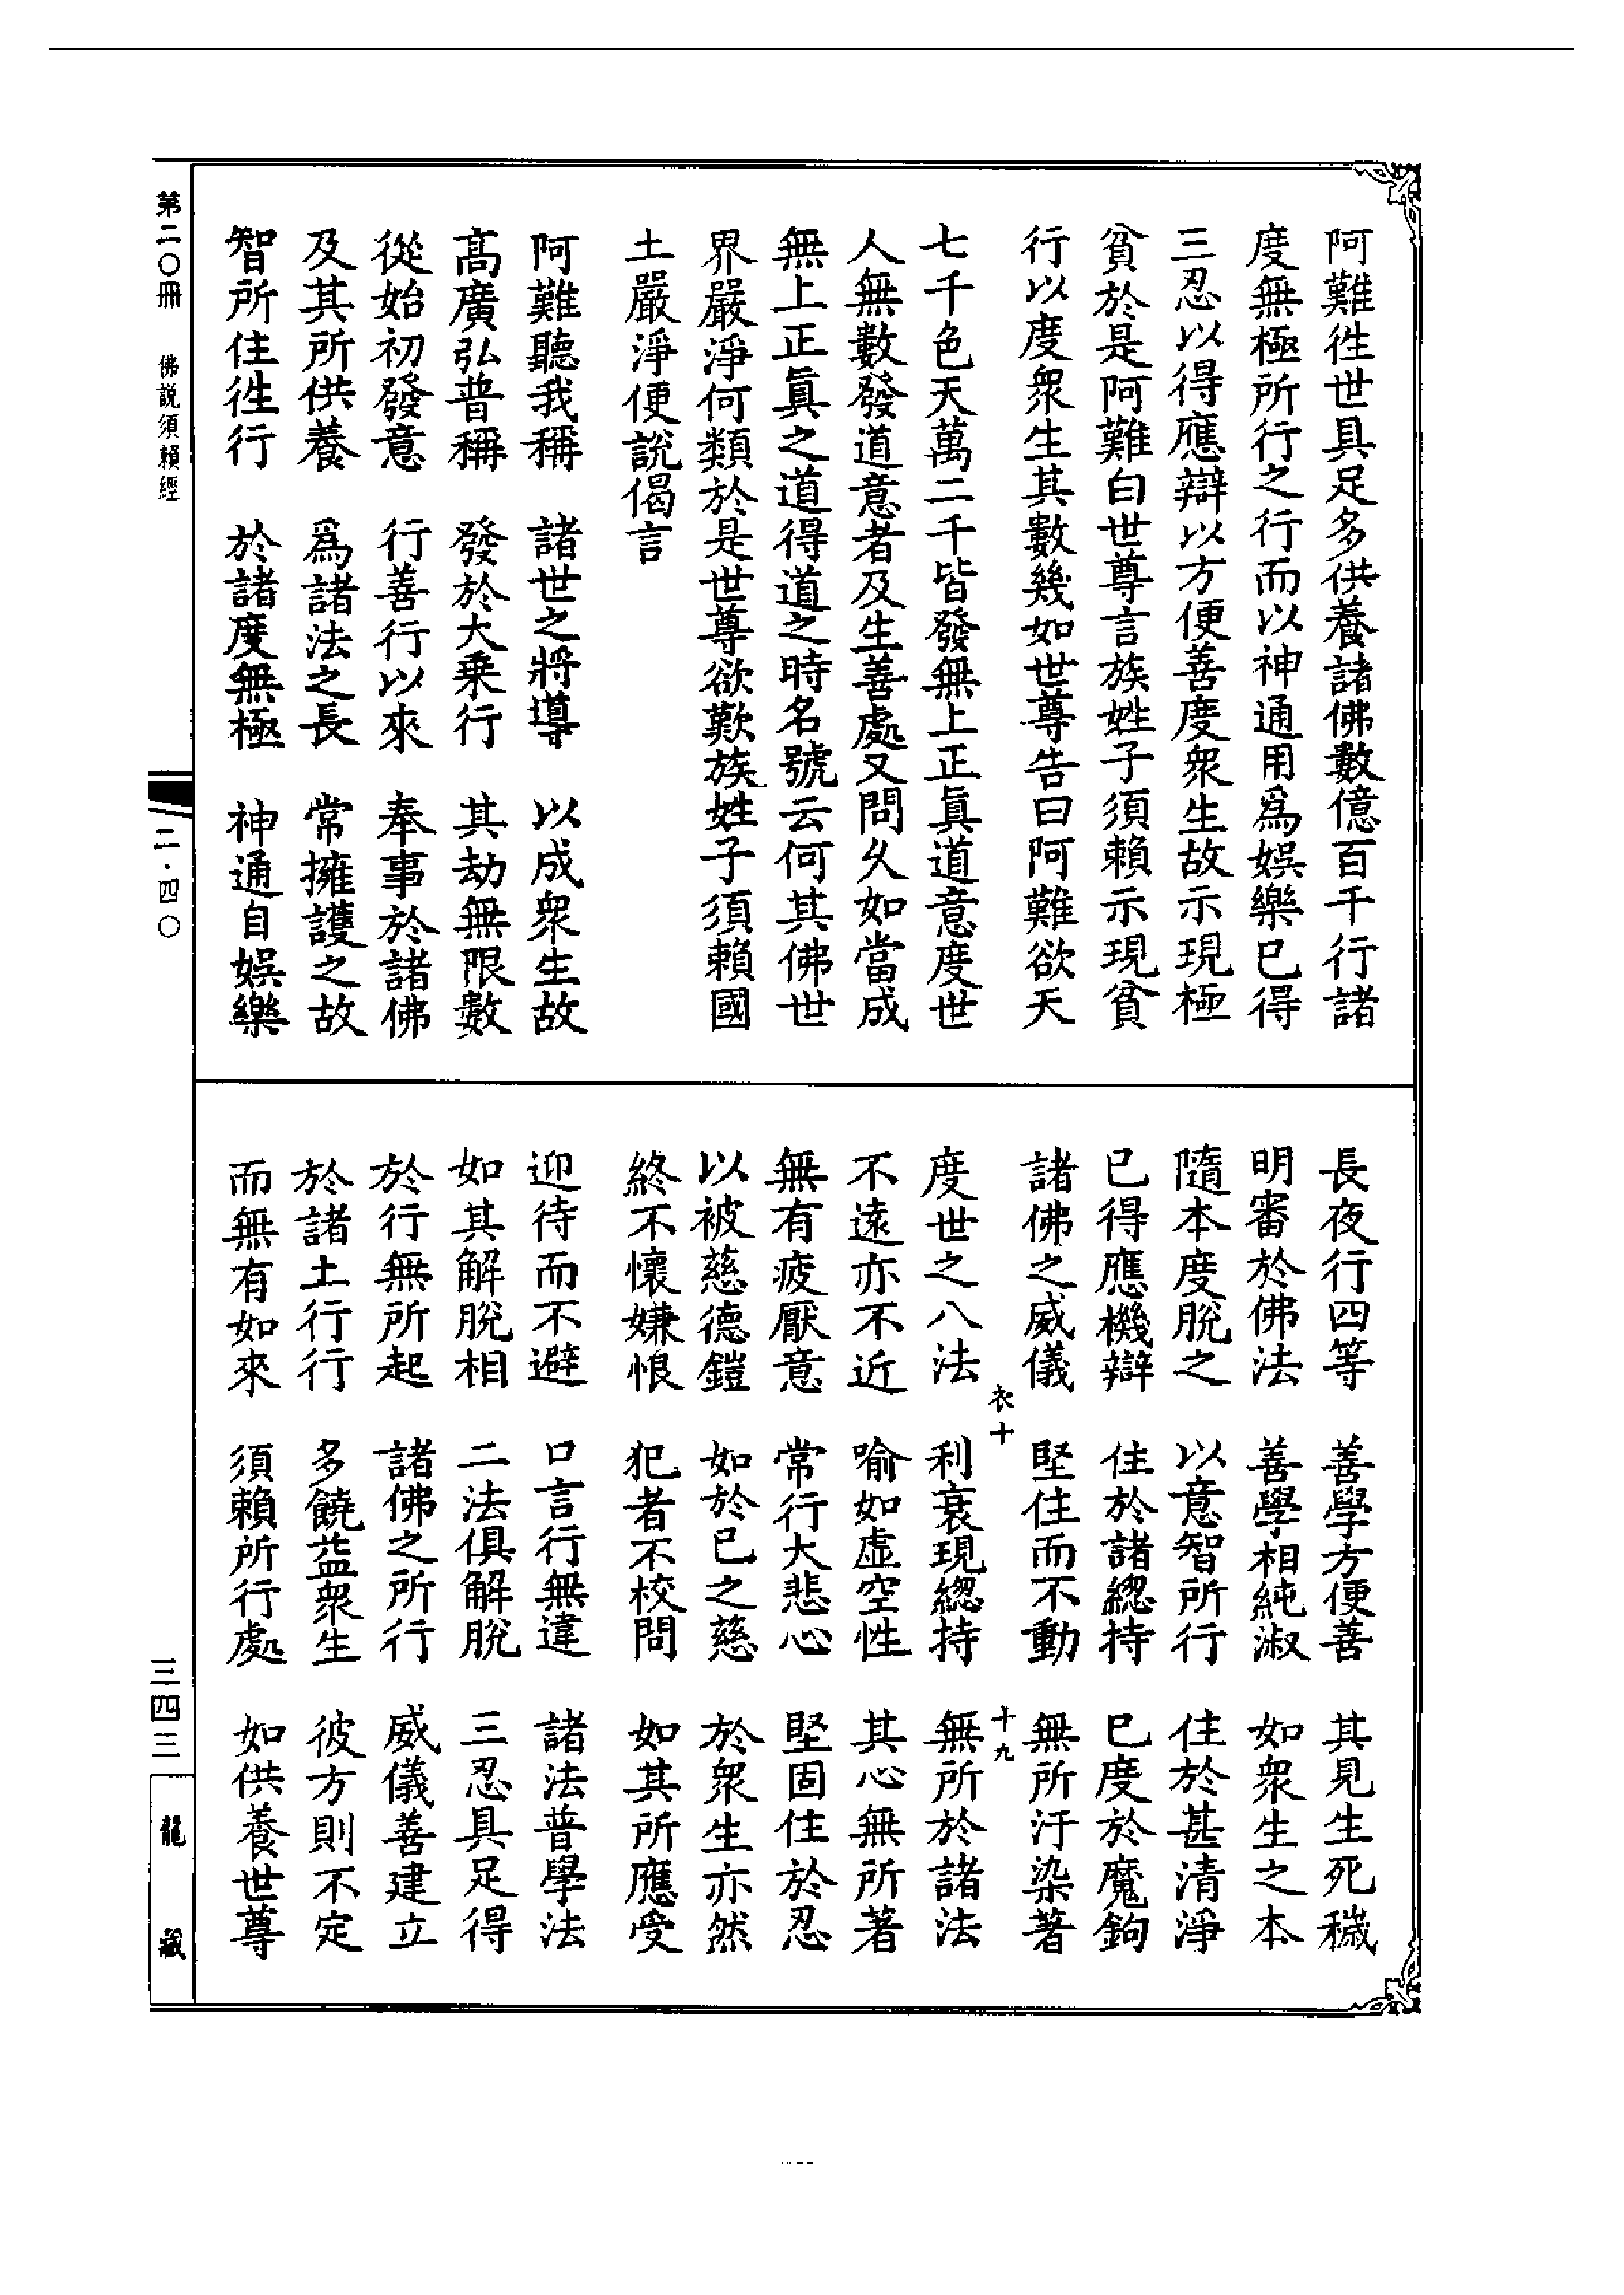 阿難徃世具足多供養諸佛數億百千行諸
度無極所行之行而以神通用爲娛樂已得
三忍以得應辯以方便善度衆生故示現極
貧於是阿難白世尊言族姓子須賴示現貧
行以度衆生其數幾如世尊告曰阿難欲天
七千色天萬二千皆發無上正眞道意度世
人無數發道意者及生善處又問久如當成
無上正眞之道得道之時名號云何其佛世
界嚴淨何類於是世尊欲歎族姓子須賴國
土嚴淨便說偈言
阿難聽我稱　諸世之將導　以成衆生故
高廣弘普稱　發於大乗行　其劫無限數
從始初發意　行善行以來　奉事於諸佛
及其所供養　爲諸法之長　常擁護之故
智所住徃行　於諸度無極　神通自娛樂
長夜行四等　善學方便善　其見生死穢
明審於佛法　善學相純淑　如衆生之本
隨本度脫之　以意智所行　住於甚清淨
已得應機辯　住於諸緫持　已度於魔鉤
諸佛之威儀　堅住而不動　無所汙染著
衣十　十九
度世之八法　利衰現緫持　無所於諸法
不遠亦不近　喻如虛空性　其心無所著
無有疲厭意　常行大悲心　堅固住於忍
以被慈德鎧　如於已之慈　於衆生亦然
終不懷嫌恨　犯者不校問　如其所應受
迎待而不避　口言行無違　諸法普學法
如其解脫相　二法俱解脫　三忍具足得
於行無所起　諸佛之所行　威儀善建立
於諸土行行　多饒益衆生　彼方則不定
而無有如來　須賴所行處　如供養世尊
第二〇冊　佛說須賴經
二·四〇
三四三
龍藏